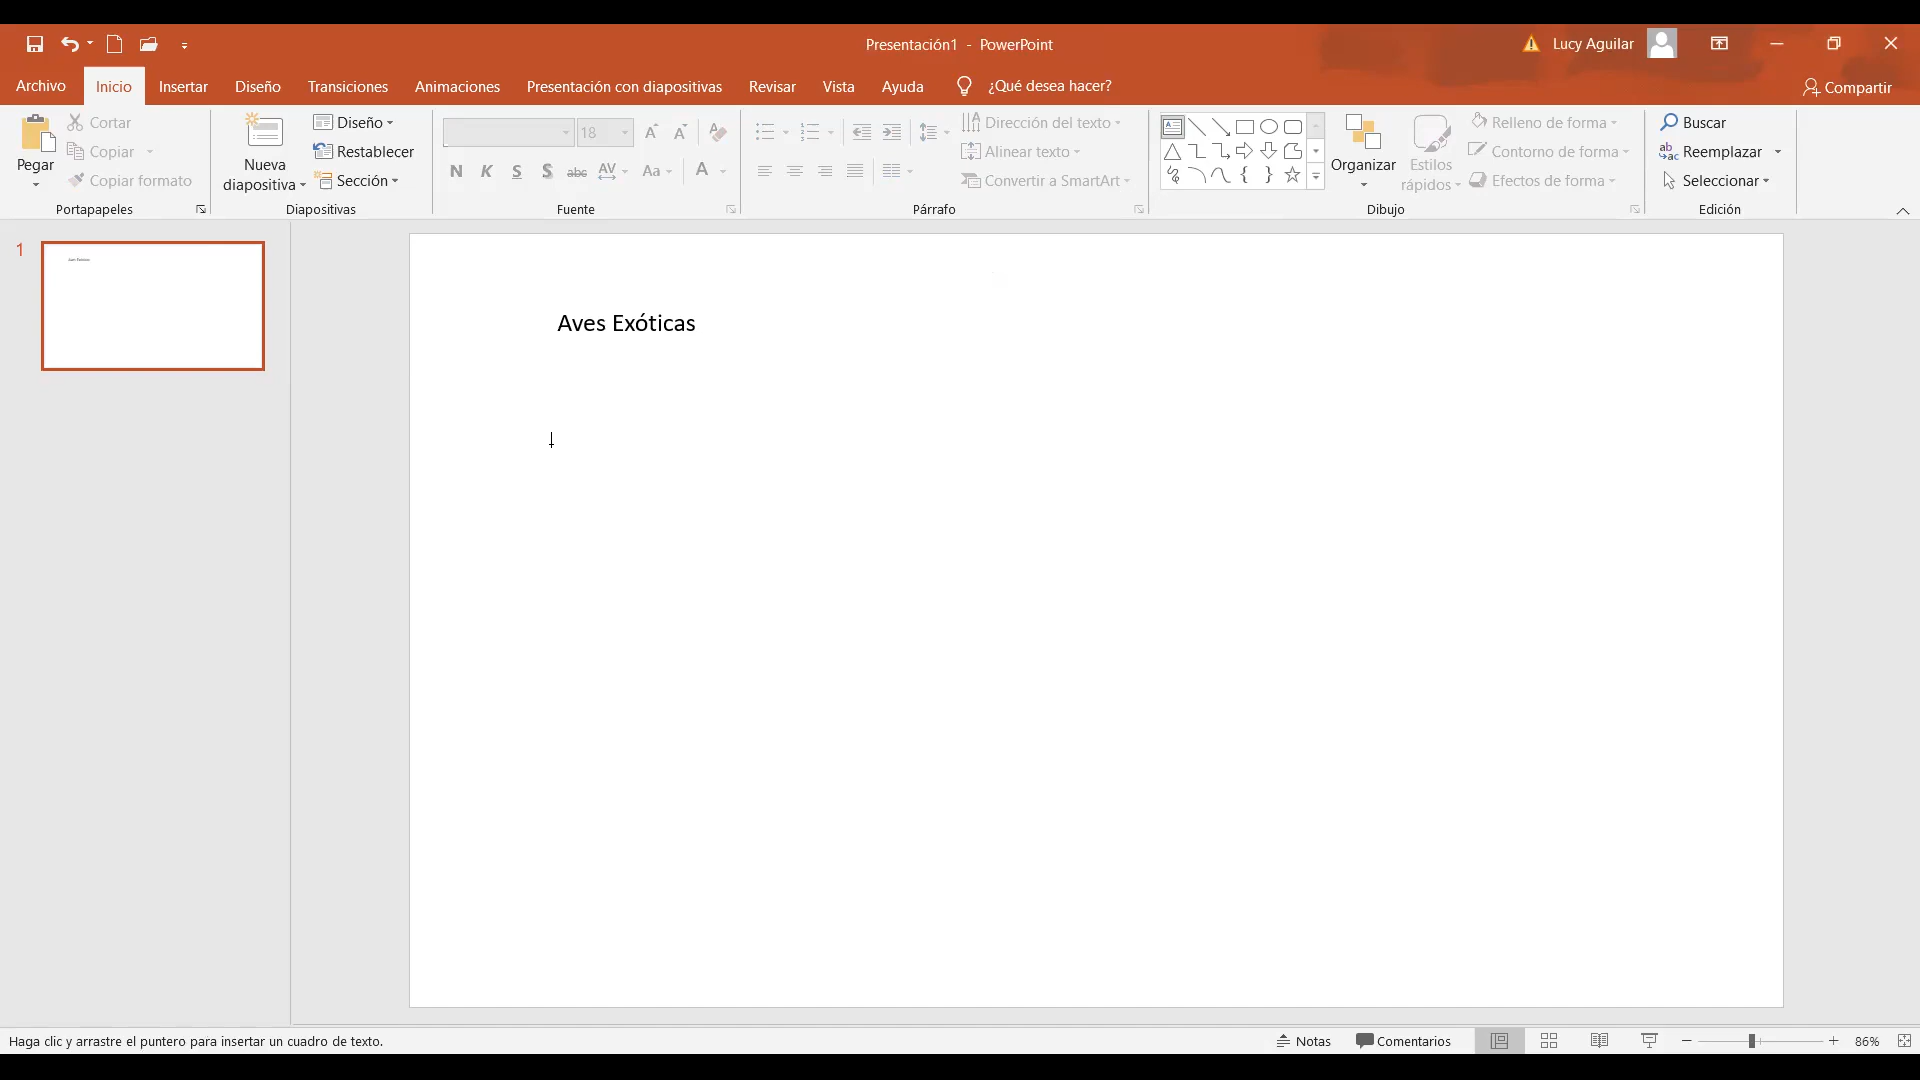 Presentación1 - PowerPoint
Lucy Aguilar
Archivo Inicio Insertar Diseño Transiciones Animaciones Presentación con diapositivas Revisar Vista Ayuda ¿Qué desea hacer? Compartir
Pegar
Cortar
Copiar
Copiar formato
Portapapeles
Nueva diapositiva
Diseño
Restablecer
Sección
Diapositivas
18
N K S S abc AV Aa A
Fuente
Dirección del texto
Alinear texto
Convertir a SmartArt
Párrafo
Organizar
Estilos rápidos
Relleno de forma
Contorno de forma
Efectos de forma
Dibujo
Buscar
Reemplazar
Seleccionar
Edición
1
Aves Exóticas
Aves Exóticas
Haga clic y arrastre el puntero para insertar un cuadro de texto.
Notas
Comentarios
86%